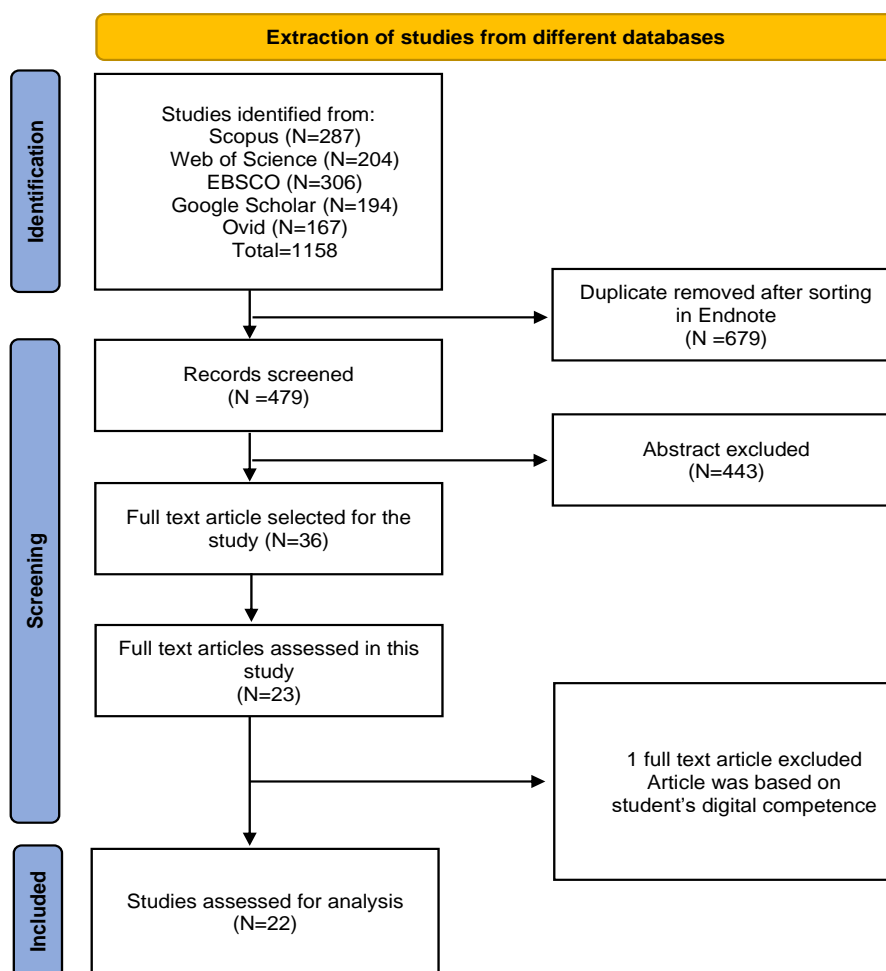 Extraction of studies from different databases
Identification
Studies identified from:
Scopus (N=287)
Web of Science (N=204)
EBSCO (N=306)
Google Scholar (N=194)
Ovid (N=167)
Total=1158
Duplicate removed after sorting
in Endnote
(N =679)
Screening
Records screened
(N =479)
Abstract excluded
(N=443)
Full text article selected for the
study (N=36)
Full text articles assessed in this
study
(N=23)
1 full text article excluded
Article was based on
student’s digital competence
Included
Studies assessed for analysis
(N=22)